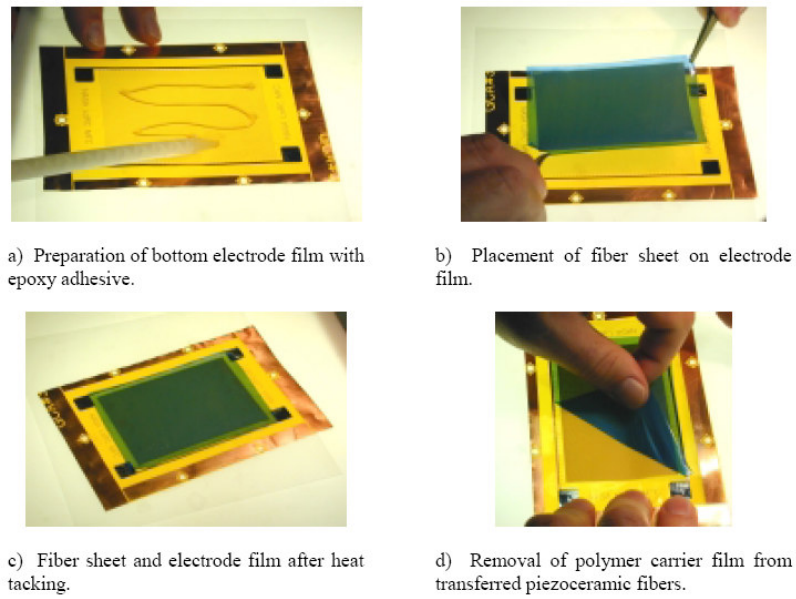 a) Preparation of bottom electrode film with
epoxy adhesive.
b) Placement of fiber sheet on electrode
film.
c) Fiber sheet and electrode film after heat
tacking.
d) Removal of polymer carrier film from
transferred piezoceramic fibers.